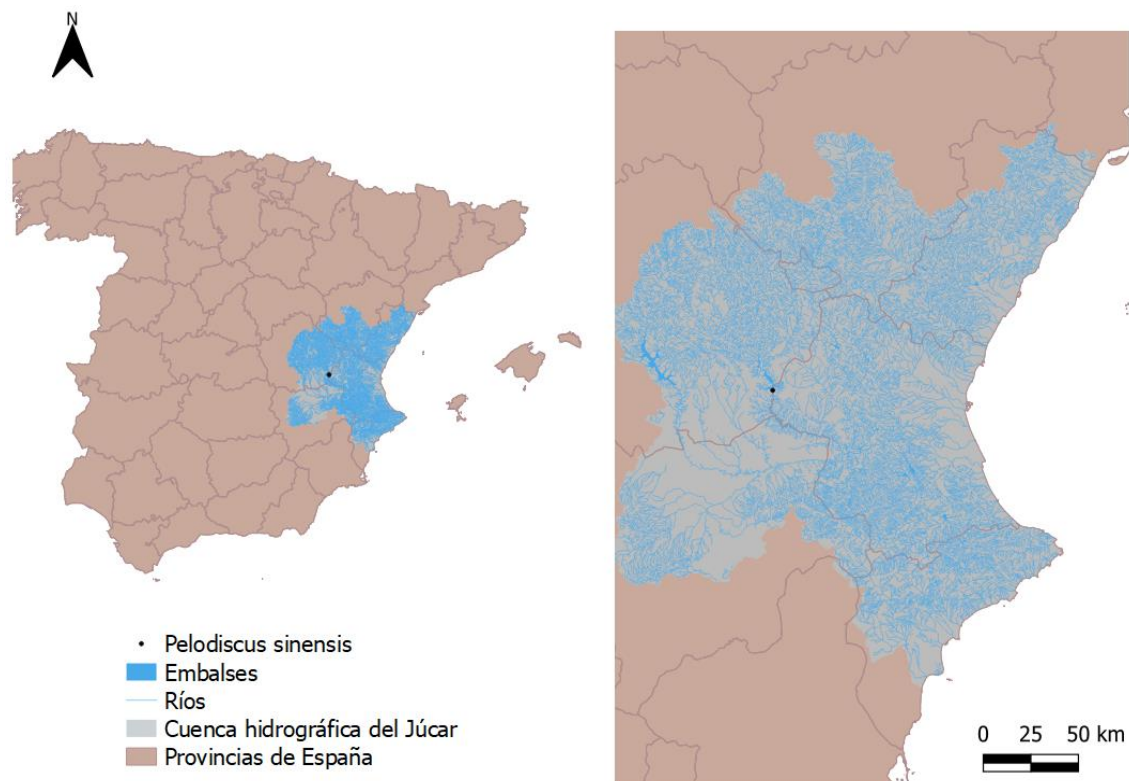 N
Pelodiscus sinensis
Embalses
Ríos
Cuenca hidrográfica del Júcar
Provincias de España
0 25 50 km